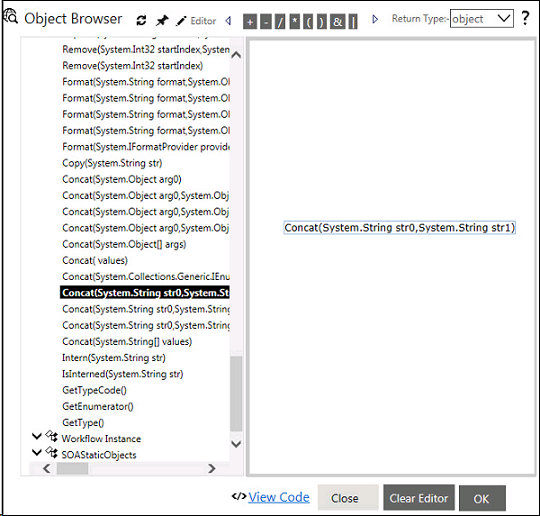 Object Browser Editor + - / * ( ) & | Return Type:- object ?
Remove(System.Int32 startIndex,System
Remove(System.Int32 startIndex)
Format(System.String format,System.Ol
Format(System.String format,System.Ol
Format(System.String format,System.Ol
Format(System.String format,System.Ol
Format(System.IFormatProvider provide
Copy(System.String str)
Concat(System.Object arg0)
Concat(System.Object arg0,System.Obj
Concat(System.Object arg0,System.Obj
Concat(System.Object arg0,System.Obj
Concat(System.String str0,System.String str1)
Concat(System.Object[] args)
Concat( values)
Concat(System.Collections.Generic.IEnu
Concat(System.String str0,System.St
Concat(System.String str0,System.String
Concat(System.String str0,System.String
Concat(System.String[] values)
Intern(System.String str)
IsInterned(System.String str)
GetTypeCode()
GetEnumerator()
GetType()
Workflow Instance
SOAStaticObjects
</> View Code Close Clear Editor OK